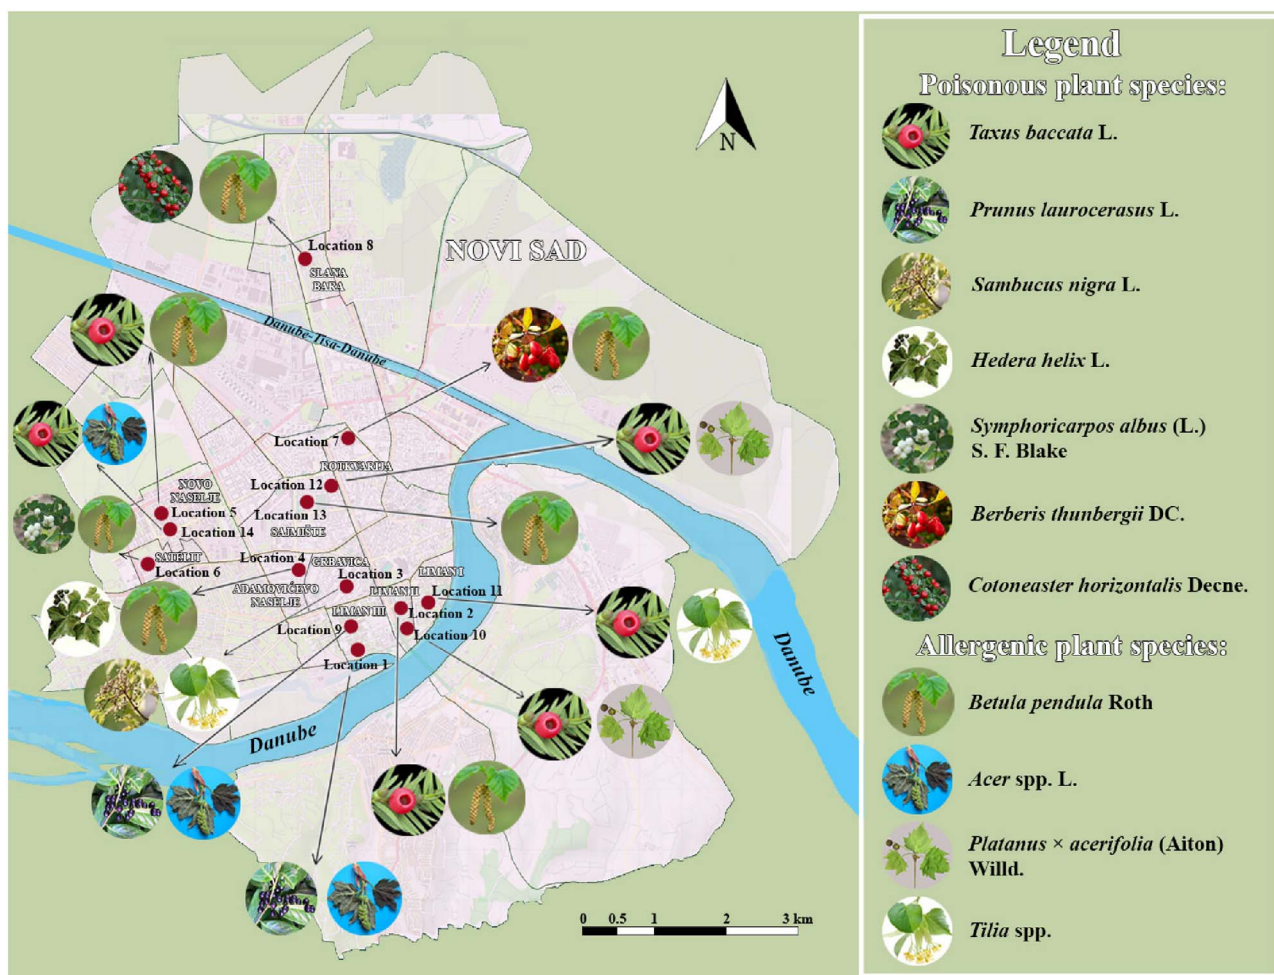 Location 8
SLANA
BARA
NOVI SAD
Danube-Tisa-Danube
Location 7
ROTKVARIJA
Location 12
Location 13
SAJMIŠTE
NOVO
NASELJE
Location 5
Location 14
SATELIT
Location 6
Location 4
GRBAVICA
Location 3
ADAMOVIĆEVO
NASELJE
LIMAN I
LIMAN II
Location 11
Location 2
LIMAN III
Location 9
Location 10
Location 1
Danube
Danube
N
0 0.5 1 2 3 km
Legend
Poisonous plant species:
Taxus baccata L.
Prunus laurocerasus L.
Sambucus nigra L.
Hedera helix L.
Symphoricarpos albus (L.)
S. F. Blake
Berberis thunbergii DC.
Cotoneaster horizontalis Decne.
Allergenic plant species:
Betula pendula Roth
Acer spp. L.
Platanus × acerifolia (Aiton)
Willd.
Tilia spp.